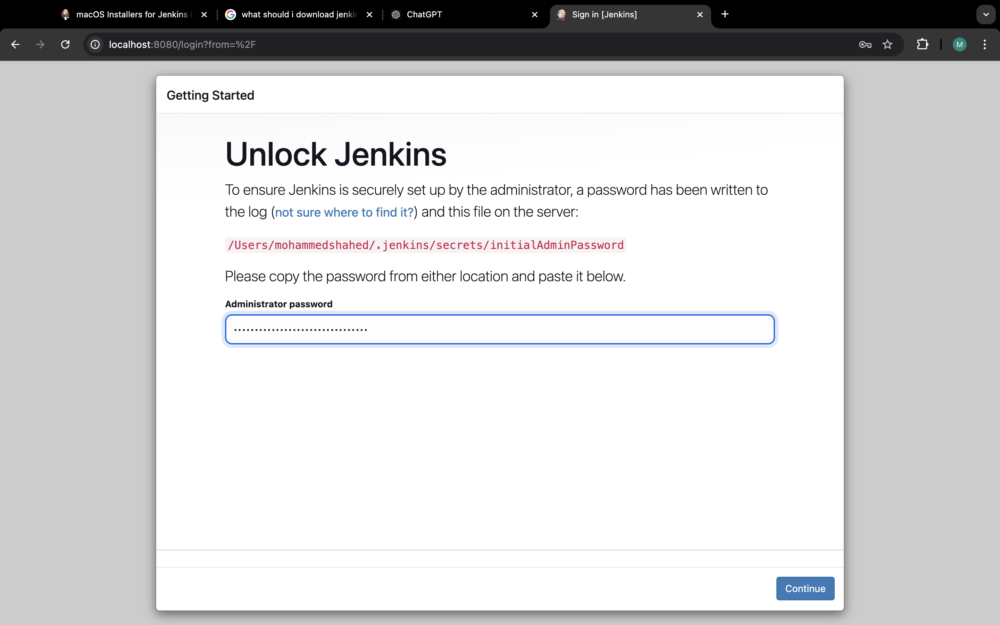 macOS Installers for Jenkins
what should i download jenkin
ChatGPT
Sign in [Jenkins]
localhost:8080/login?from=%2F
M
Getting Started
Unlock Jenkins
To ensure Jenkins is securely set up by the administrator, a password has been written to
the log (not sure where to find it?) and this file on the server:
/Users/mohammedshahed/.jenkins/secrets/initialAdminPassword
Please copy the password from either location and paste it below.
Administrator password
Continue